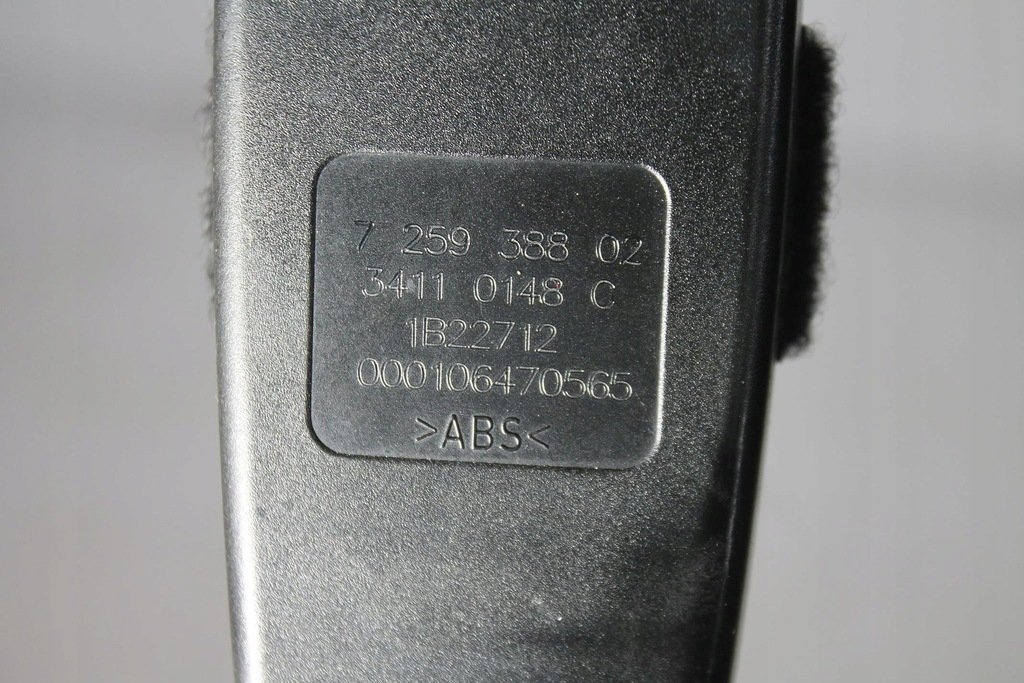 7 259 388 02
3411 0148 C
1B22712
000106470565
>ABS<